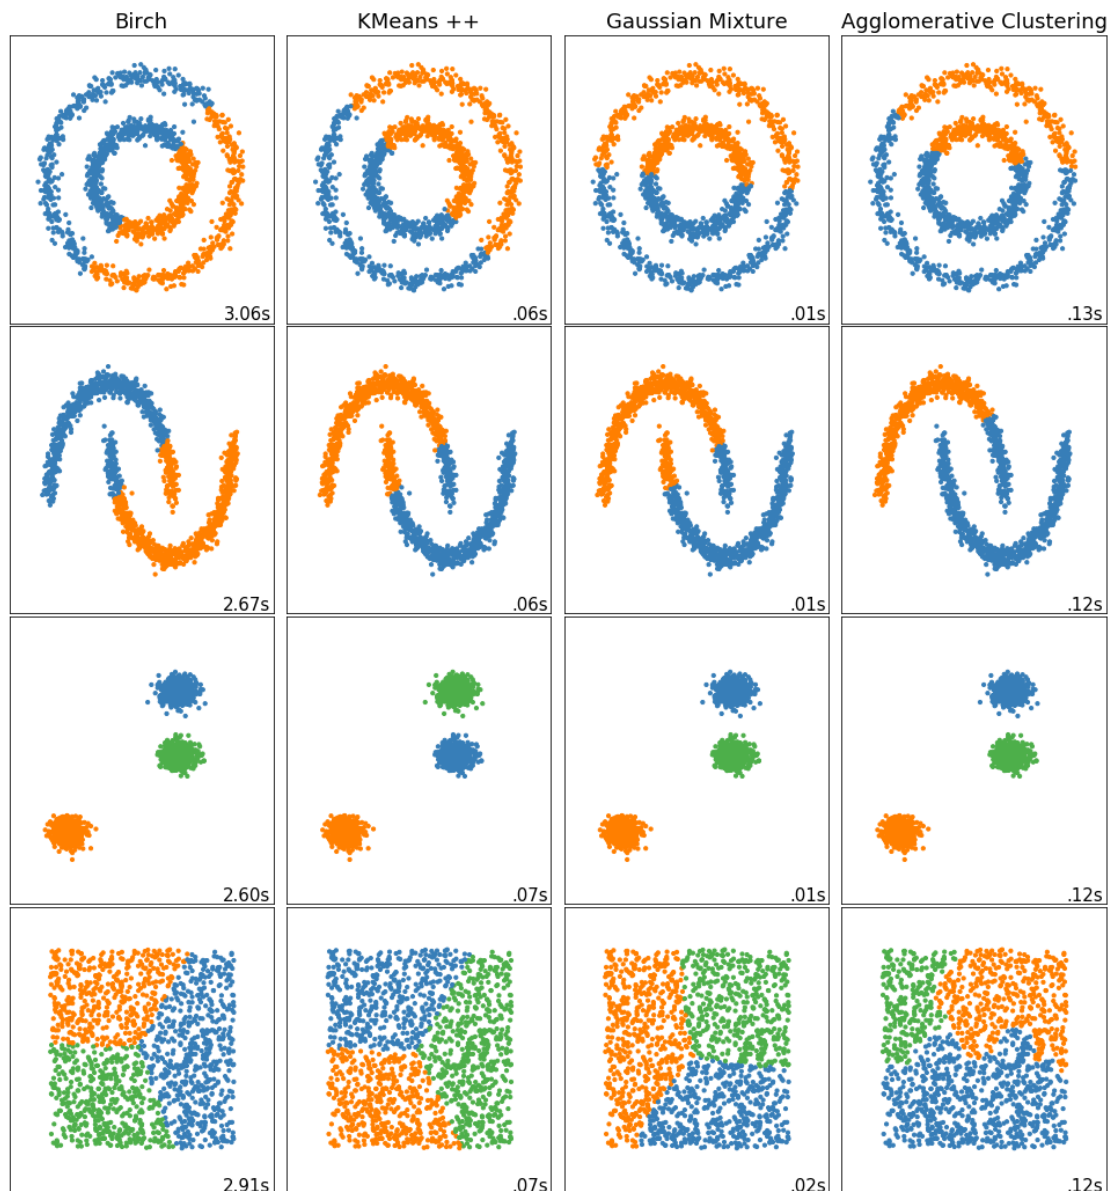 Birch KMeans ++ Gaussian Mixture Agglomerative Clustering
3.06s .06s .01s .13s
2.67s .06s .01s .12s
2.60s .07s .01s .12s
2.91s .07s .02s .12s